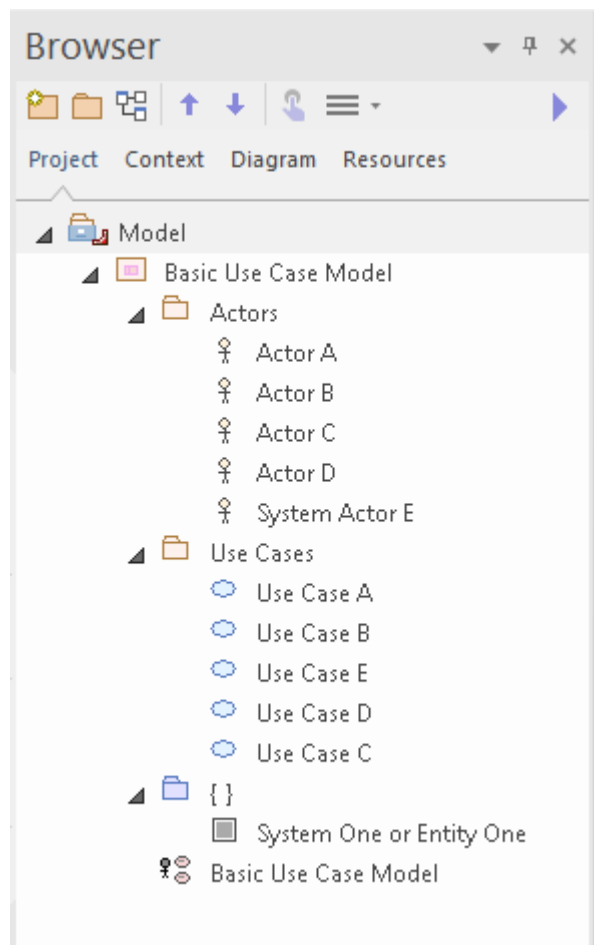 Browser
Project Context Diagram Resources
Model
Basic Use Case Model
Actors
Actor A
Actor B
Actor C
Actor D
System Actor E
Use Cases
Use Case A
Use Case B
Use Case E
Use Case D
Use Case C
{ }
System One or Entity One
Basic Use Case Model